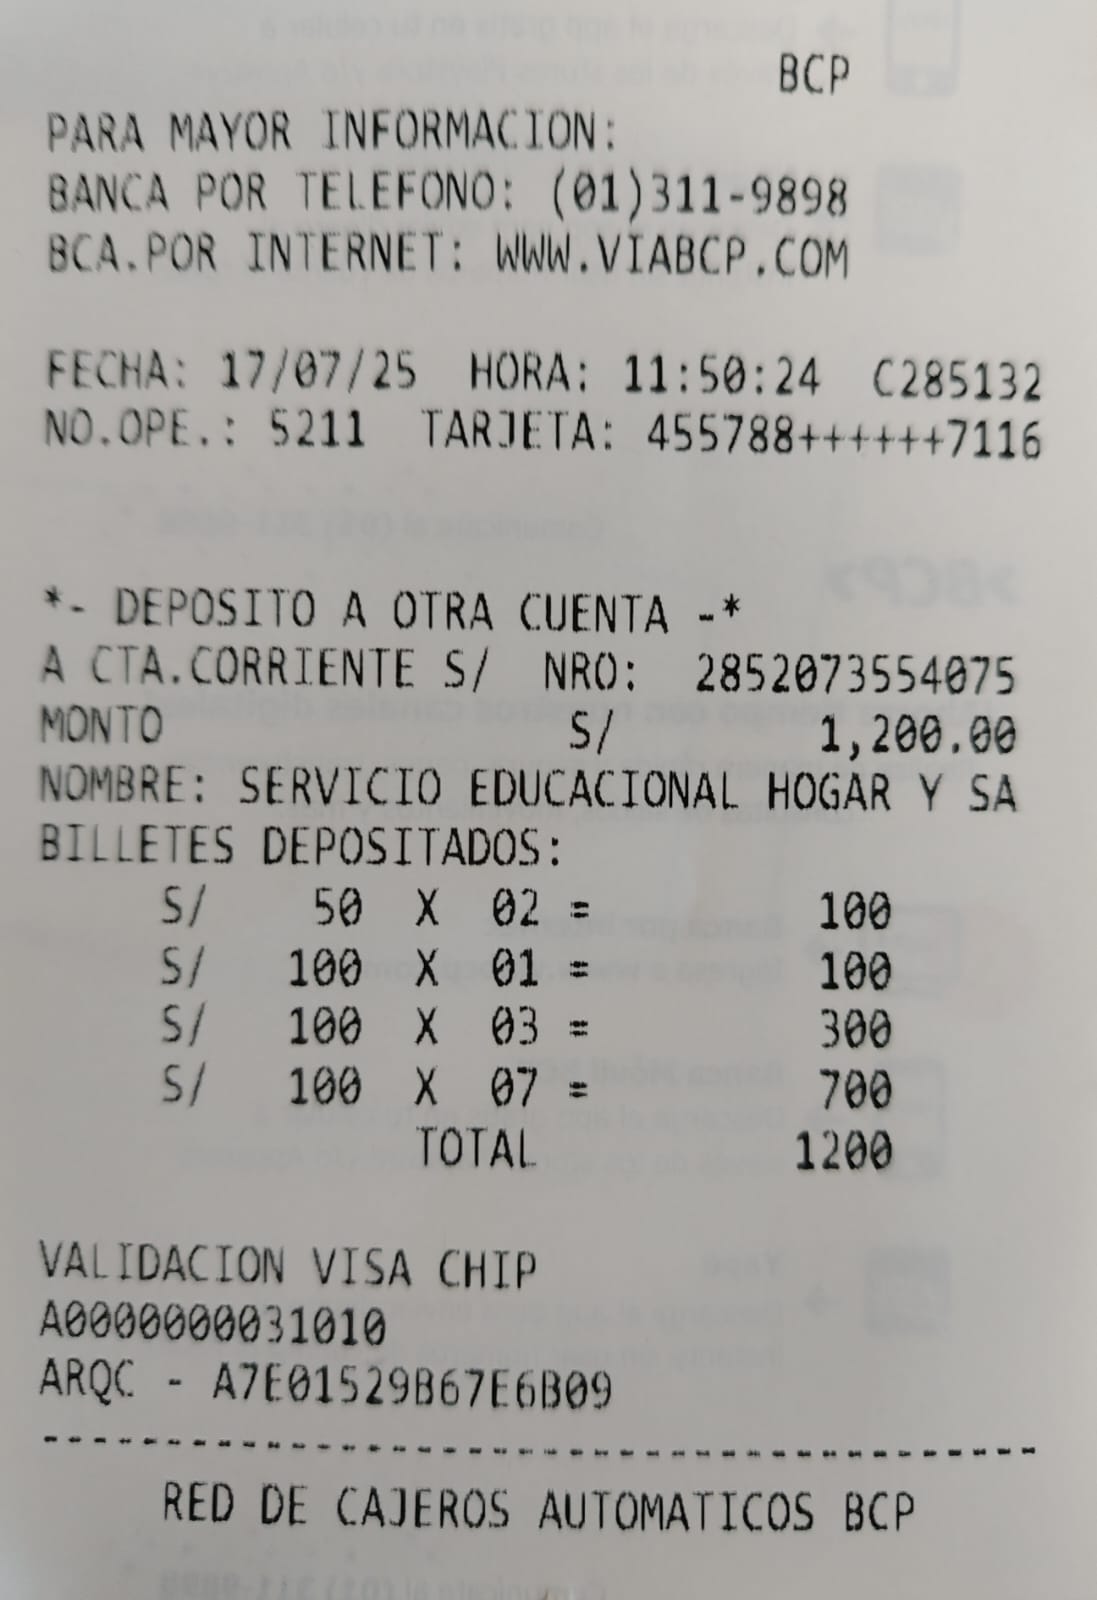 BCP
PARA MAYOR INFORMACION:
BANCA POR TELEFONO: (01)311-9898
BCA.POR INTERNET: WWW.VIABCP.COM
FECHA: 17/07/25 HORA: 11:50:24 C285132
NO.OPE.: 5211 TARJETA: 455788++++++7116
*- DEPOSITO A OTRA CUENTA -*
A CTA.CORRIENTE S/ NRO: 2852073554075
MONTO S/ 1,200.00
NOMBRE: SERVICIO EDUCACIONAL HOGAR Y SA
BILLETES DEPOSITADOS:
S/ 50 X 02 = 100
S/ 100 X 01 = 100
S/ 100 X 03 = 300
S/ 100 X 07 = 700
TOTAL 1200
VALIDACION VISA CHIP
A0000000031010
ARQC - A7E01529B67E6B09
----------------------------------------
RED DE CAJEROS AUTOMATICOS BCP